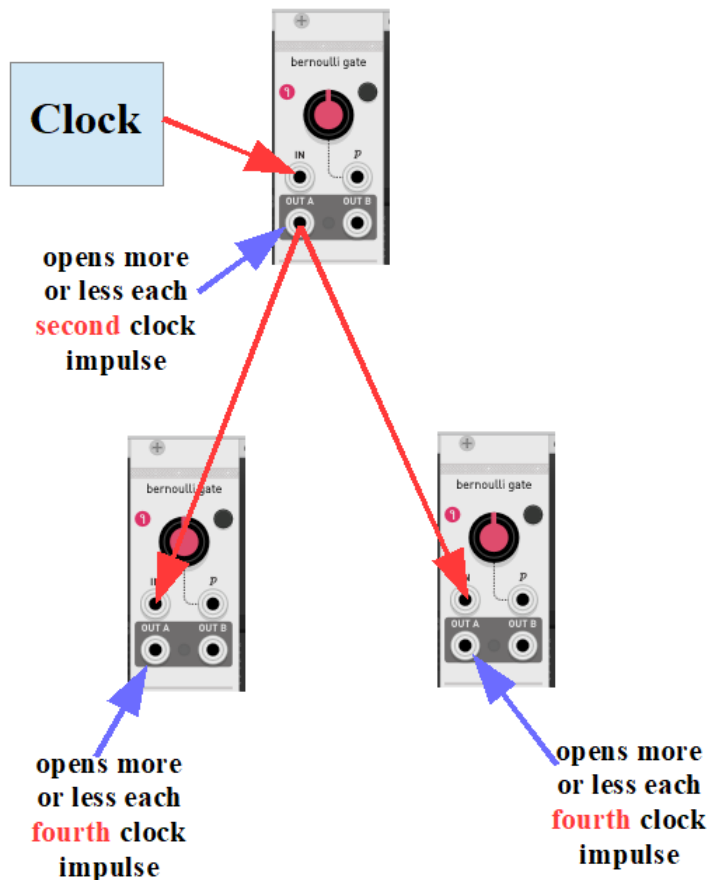 bernoulli gate
Clock
IN
p
OUT A
OUT B
opens more
or less each
second clock
impulse
bernoulli gate
p
OUT A
OUT B
bernoulli gate
p
OUT A
OUT B
opens more
or less each
fourth clock
impulse
opens more
or less each
fourth clock
impulse